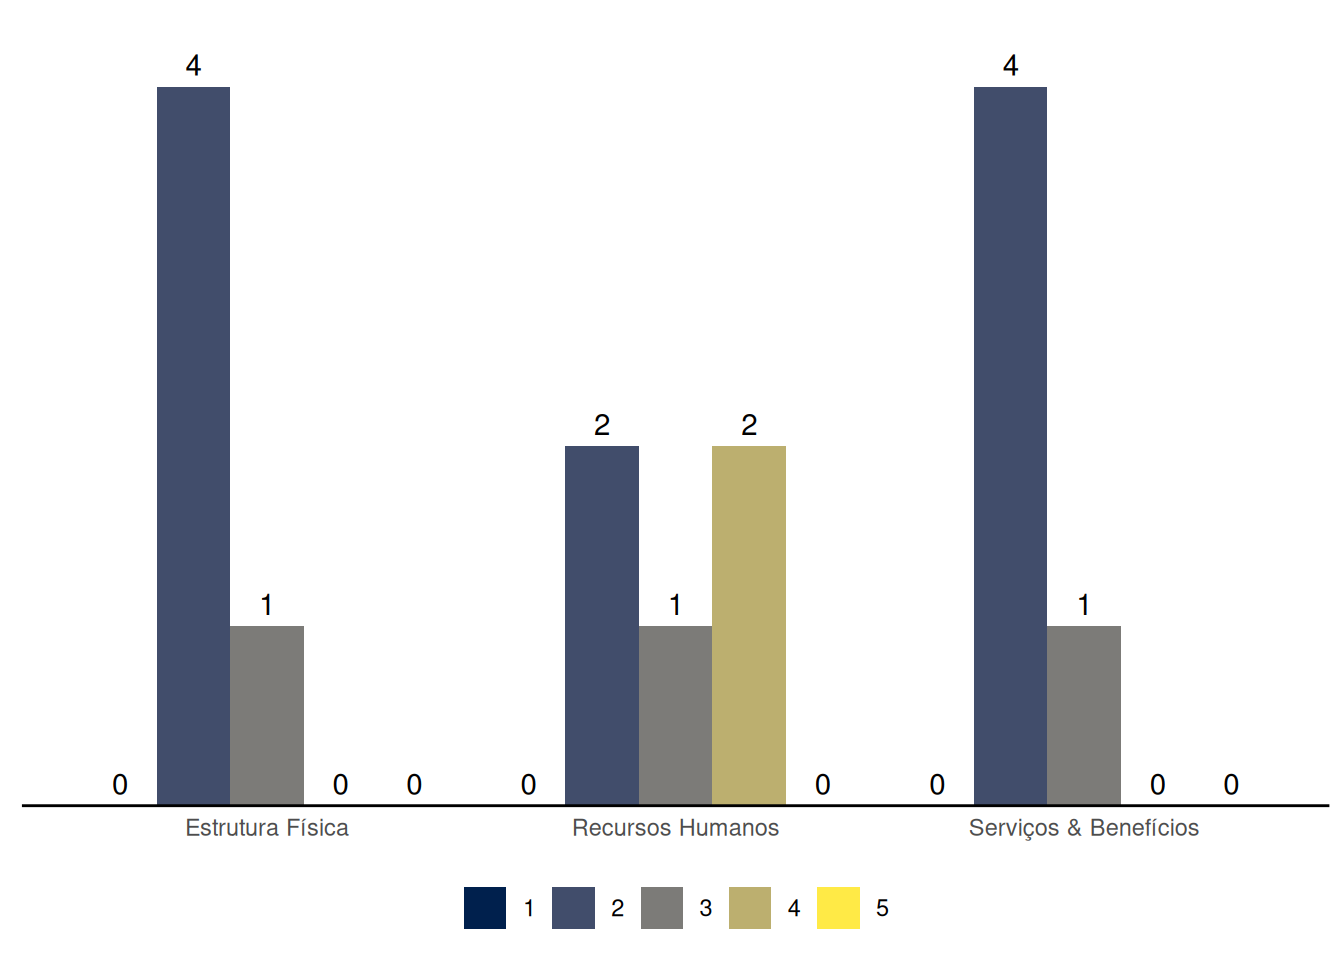 4 4
2 2
1 1 1
0 0 0 0 0 0 0 0
Estrutura Física Recursos Humanos Serviços & Benefícios
1 2 3 4 5